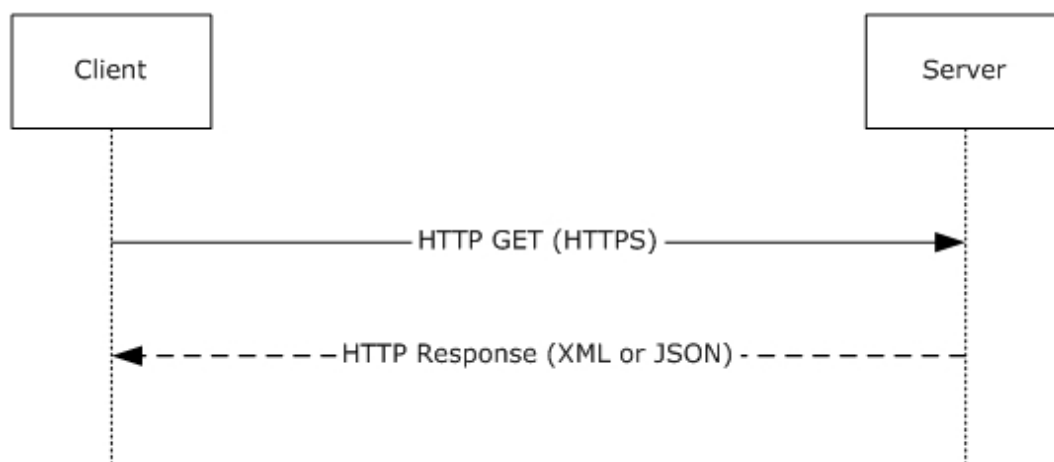 Client
Server
HTTP GET (HTTPS)
HTTP Response (XML or JSON)